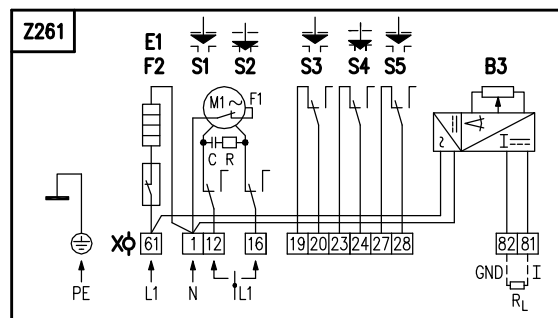 Z261
E1
F2 S1 S2 S3 S4 S5 B3
M1 ~ F1
C R
~ = I
X 61 1 12 16 19 20 23 24 27 28 82 81
GND I
PE L1 N L1 RL